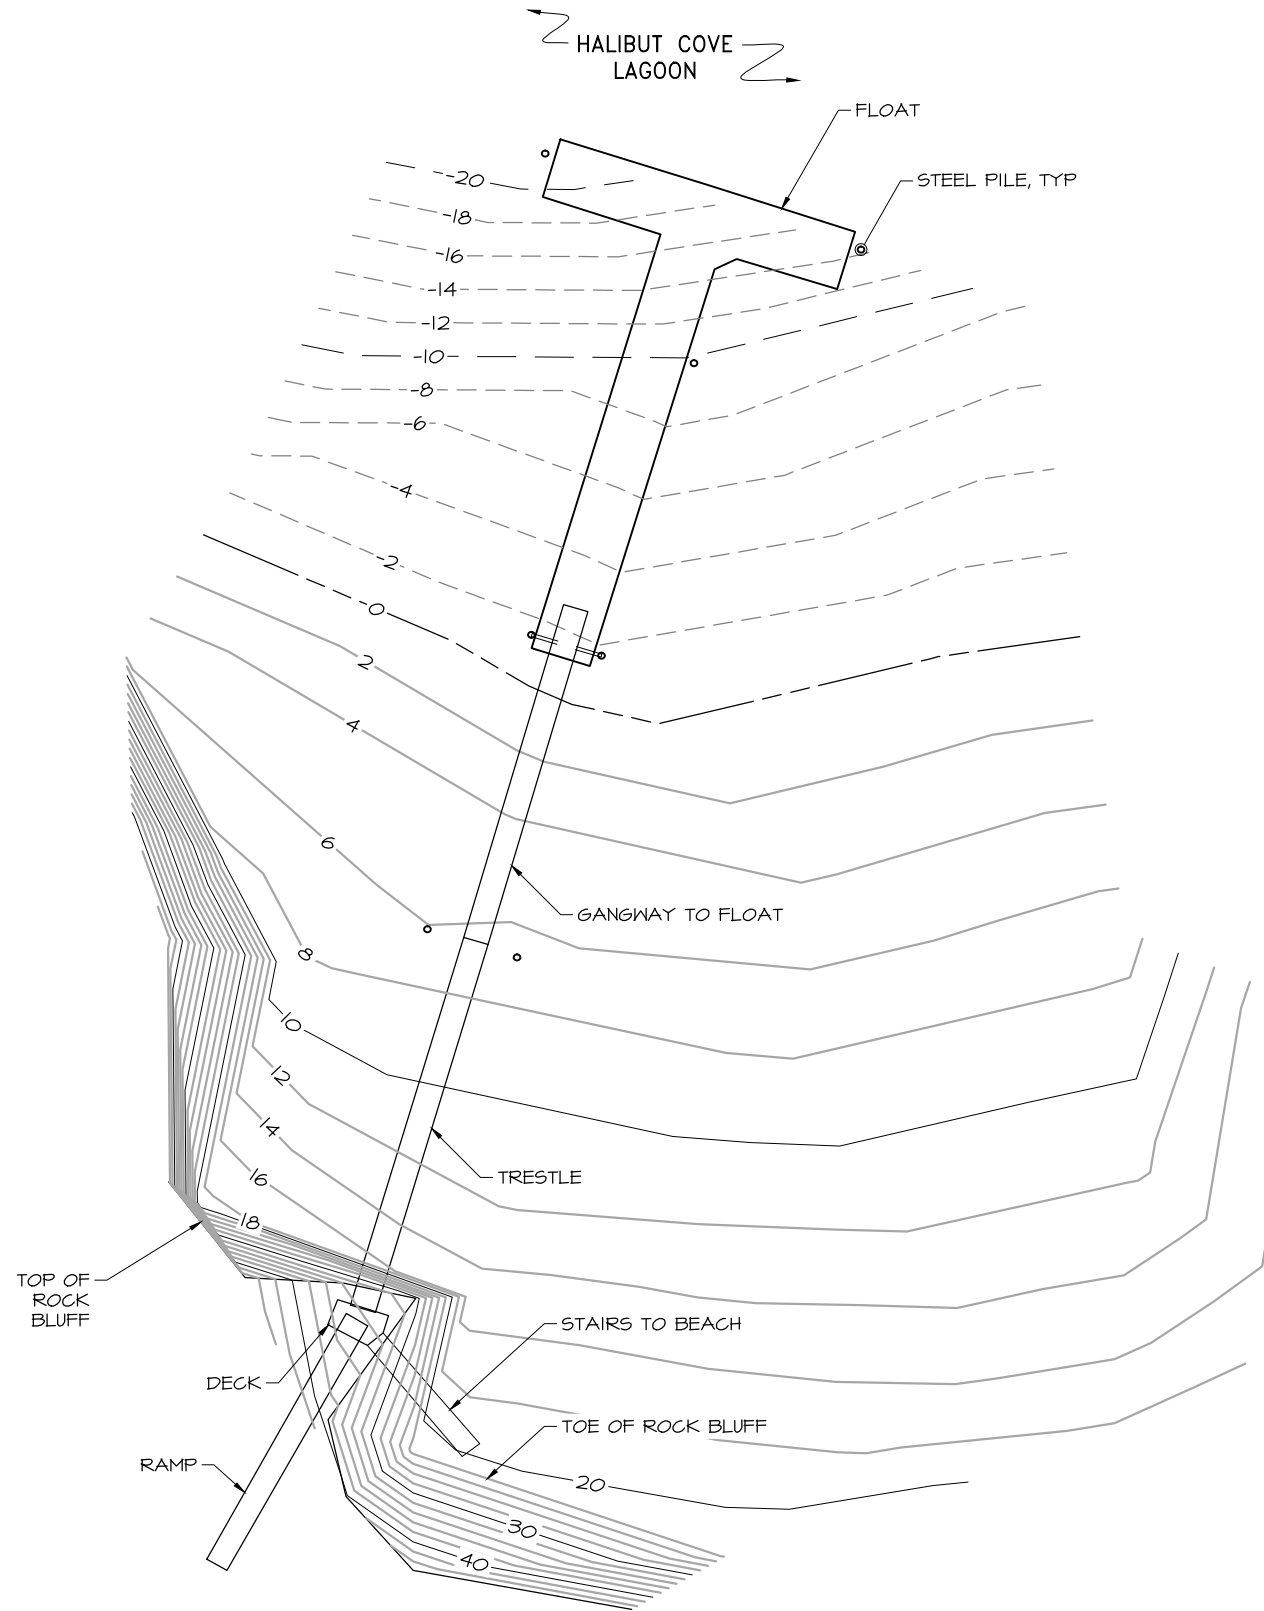 HALIBUT COVE
LAGOON
FLOAT
STEEL PILE, TYP
-20
-18
-16
-14
-12
-10
-8
-6
-4
-2
0
2
4
6
GANGWAY TO FLOAT
8
10
12
14
16
TRESTLE
18
TOP OF
ROCK
BLUFF
STAIRS TO BEACH
DECK
TOE OF ROCK BLUFF
RAMP
20
30
40